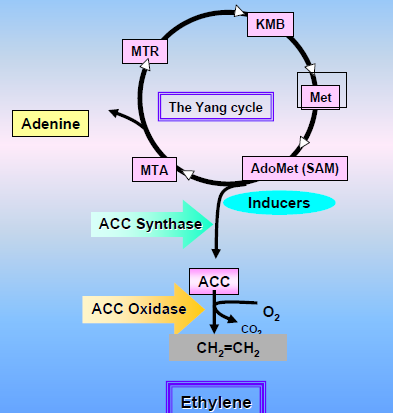 KMB
MTR
Met
The Yang cycle
Adenine
MTA
AdoMet (SAM)
Inducers
ACC Synthase
ACC
ACC Oxidase
O2
CO2
CH2=CH2
Ethylene